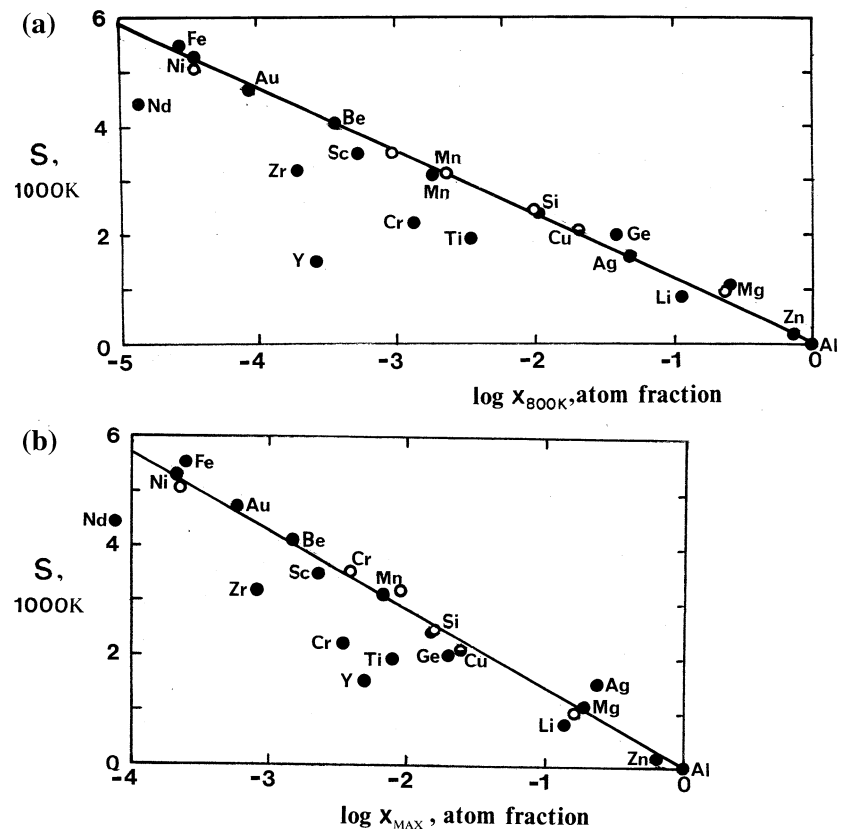 (a)
6
Fe
Ni
Au
Nd
4
Be
Sc
Mn
Zr
Mn
S,
1000K
Si
2
Cr
Ti
Cu
Ge
Y
Ag
Li
Mg
Zn
0
Al
-5 -4 -3 -2 -1 0
log X800K, atom fraction
(b)
6
Fe
Ni
Au
Nd
Be
4
Cr
Sc
Mn
S,
1000K
Zr
Si
2
Cr
Ti
Ge
Cu
Y
Ag
Mg
Li
Zn
0
Al
-4 -3 -2 -1 0
log XMAX, atom fraction